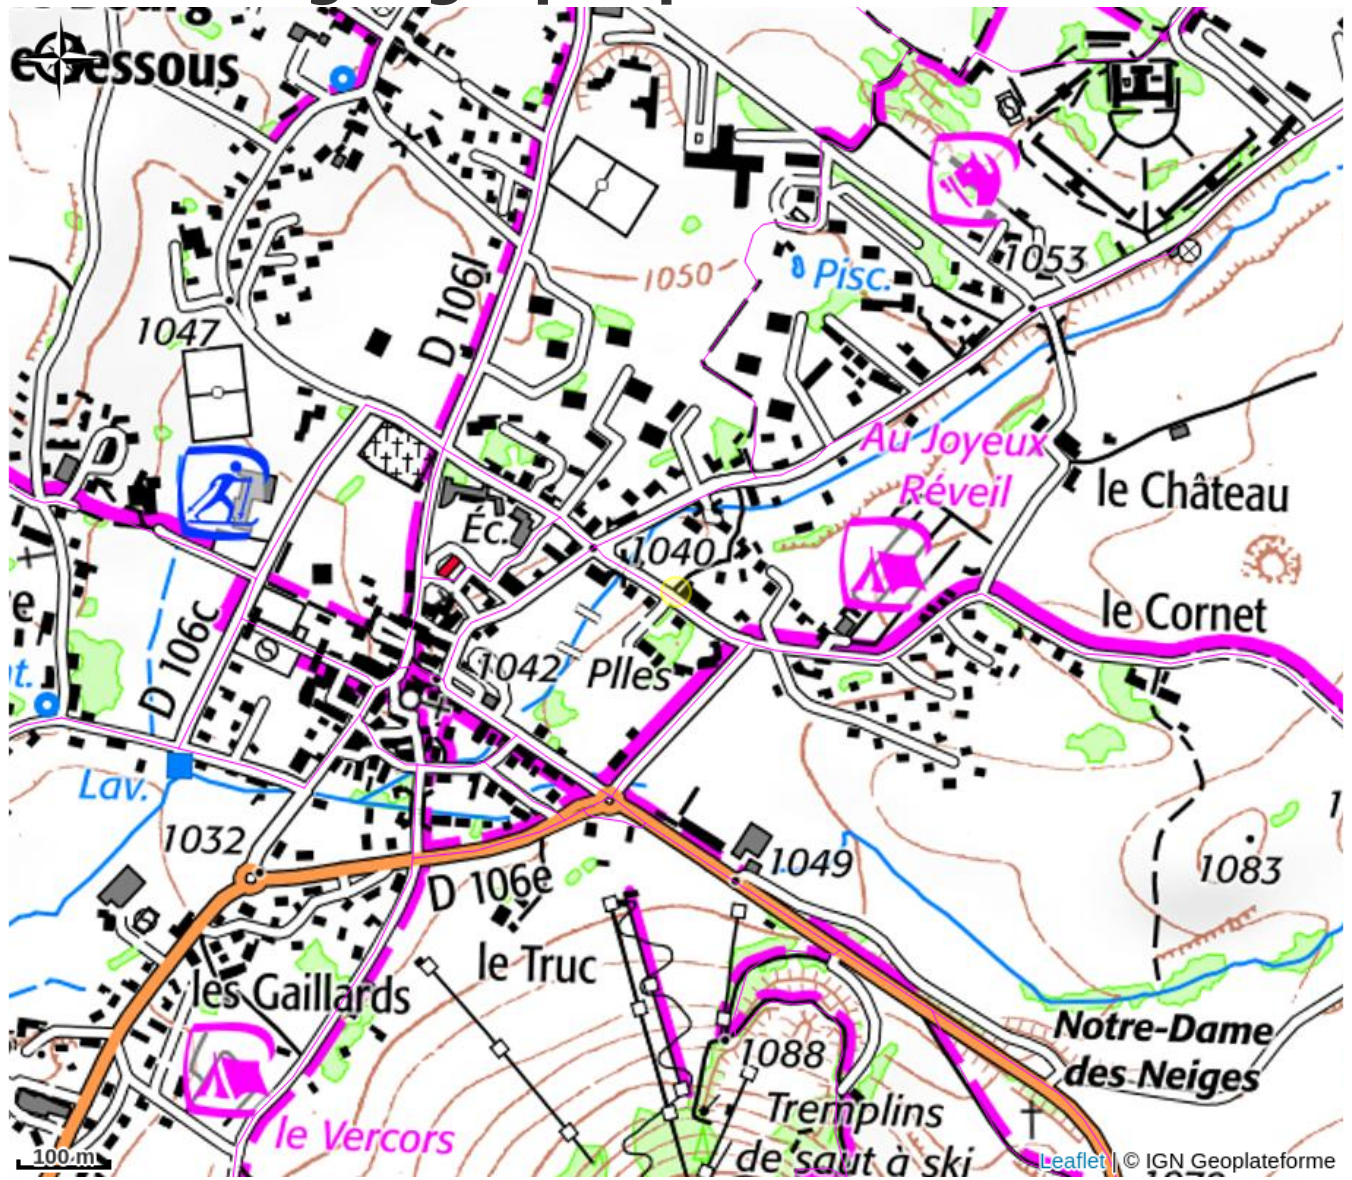 essous
D 106l
1053
1050
Pisc.
1047
Au Joyeux
Réveil
le Château
Éc.
1040
le Cornet
D 106c
1042
Plles
Lav.
1032
1049
1083
D 106e
le Truc
les Gaillards
Notre-Dame
des Neiges
1088
Tremplins
de saut à ski
le Vercors
100 m
Leaflet | © IGN Geoplateforme